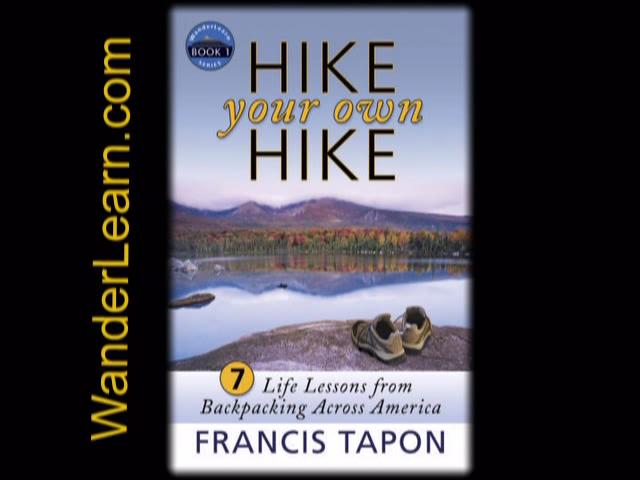 WanderLearn.com
WanderLearn
BOOK 1
SERIES
HIKE
your own
HIKE
7 Life Lessons from
Backpacking Across America
FRANCIS TAPON